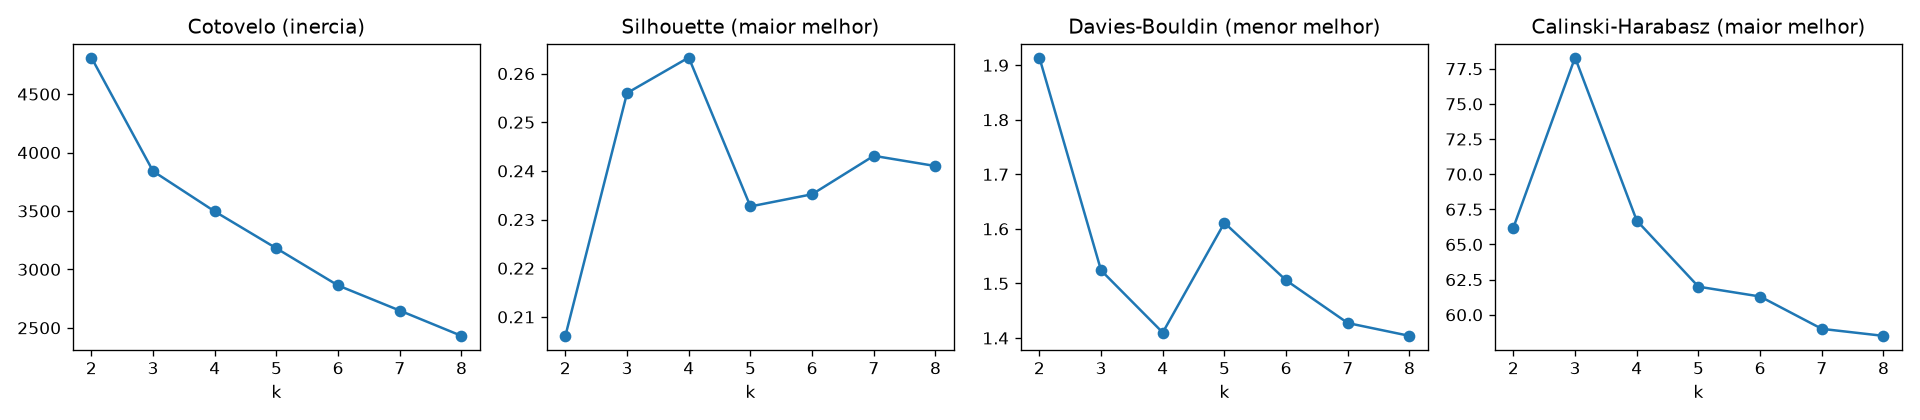 Cotovelo (inercia)
4500
4000
3500
3000
2500
2 3 4 5 6 7 8
k
Silhouette (maior melhor)
0.26
0.25
0.24
0.23
0.22
0.21
2 3 4 5 6 7 8
k
Davies-Bouldin (menor melhor)
1.9
1.8
1.7
1.6
1.5
1.4
2 3 4 5 6 7 8
k
Calinski-Harabasz (maior melhor)
77.5
75.0
72.5
70.0
67.5
65.0
62.5
60.0
2 3 4 5 6 7 8
k